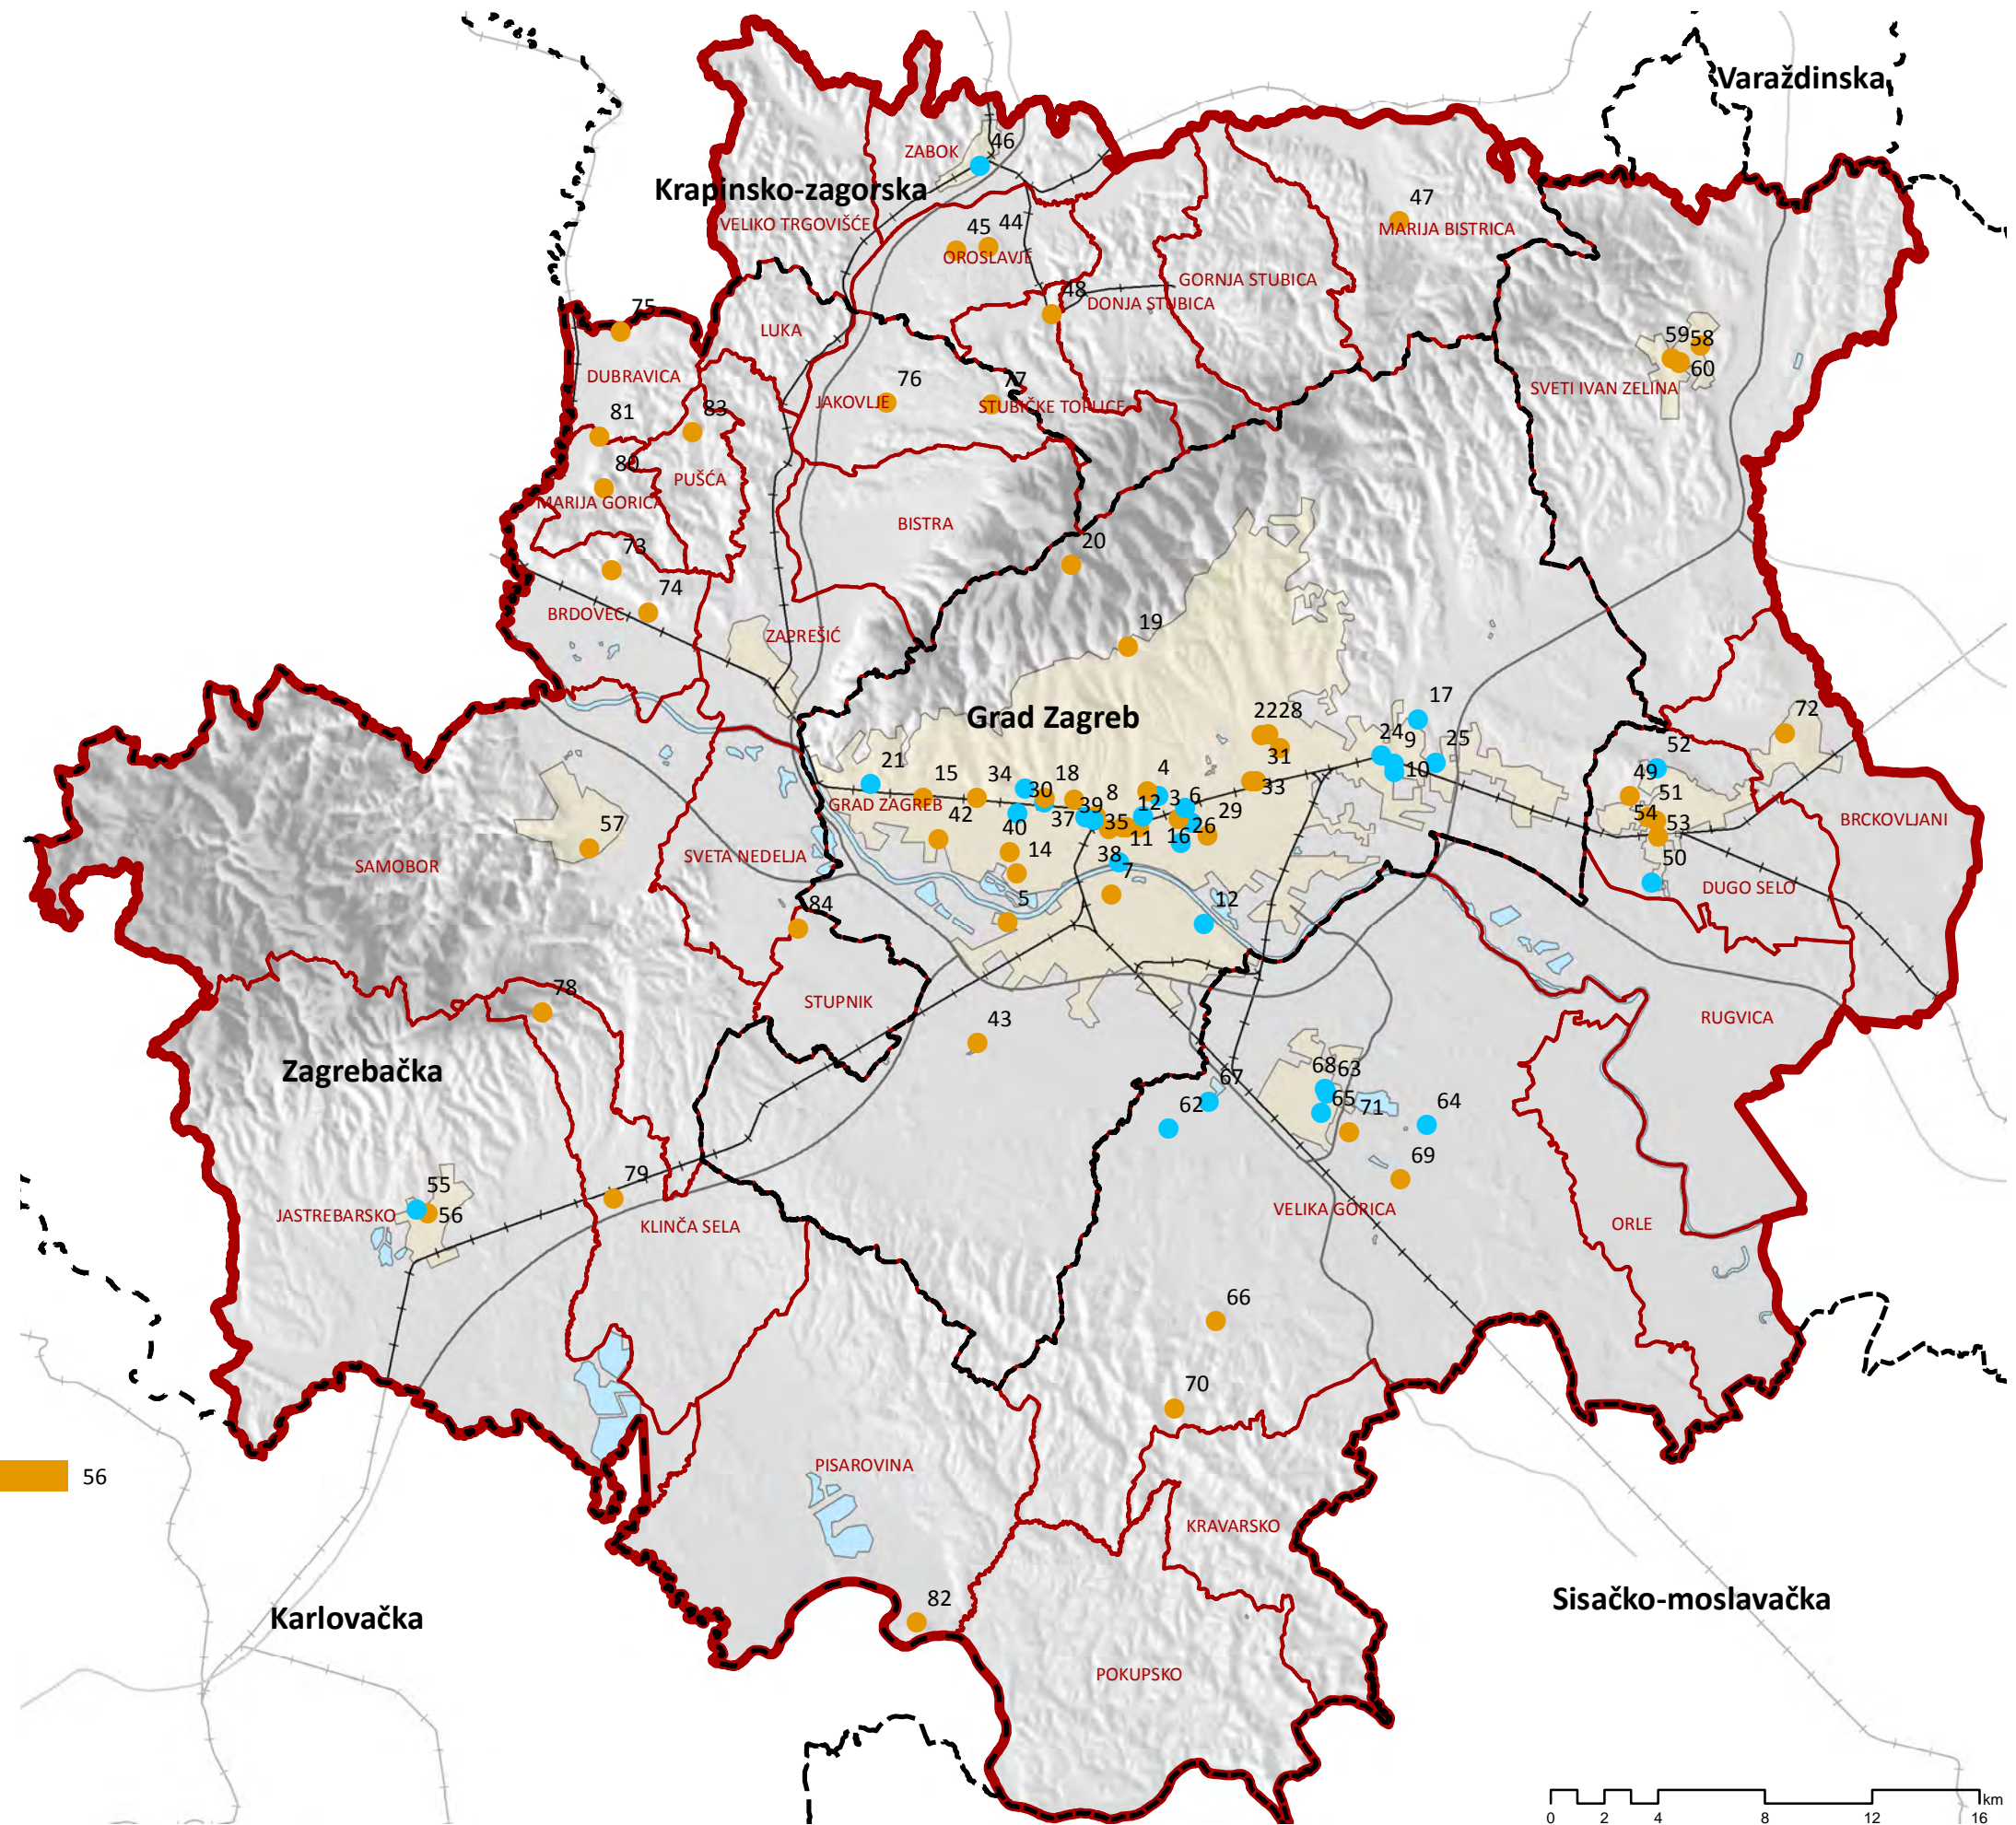 Varaždinska
46
ZABOK
Krapinsko-zagorska
47
VELIKO TRGOVIŠĆE
45 44
MARIJA BISTRICA
OROSLAVJE
GORNJA STUBICA
48
DONJA STUBICA
75
LUKA
59 58
60
DUBRAVICA
76
77
SVETI IVAN ZELINA
JAKOVLJE
STUBIČKE TOPLICE
81
83
80
PUŠĆA
MARIJA GORICA
BISTRA
73
20
74
BRDOVEC
19
ZAPREŠIĆ
17
72
Grad Zagreb
2228
24
9
25
52
31
10
49
21
15
34
18
4
33
51
30
8
3
6
GRAD ZAGREB
39
12
29
54
53
BRCKOVLJANI
57
42
40
37
35
11
26
16
SAMOBOR
SVETA NEDELJA
14
38
7
50
DUGO SELO
84
5
12
STUPNIK
78
43
RUGVICA
Zagrebačka
67
68 63
62
65
71
64
69
79
55
56
JASTREBARSKO
KLINČA SELA
VELIKA GORICA
ORLE
66
70
56
PISAROVINA
KRAVARSKO
82
Karlovačka
Sisačko-moslavačka
POKUPSKO
km
0 2 4 8 12 16